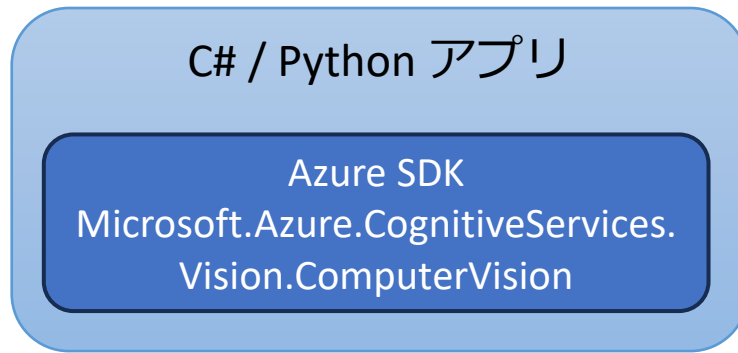 C# / Python アプリ
Azure SDK
Microsoft.Azure.CognitiveServices.
Vision.ComputerVision